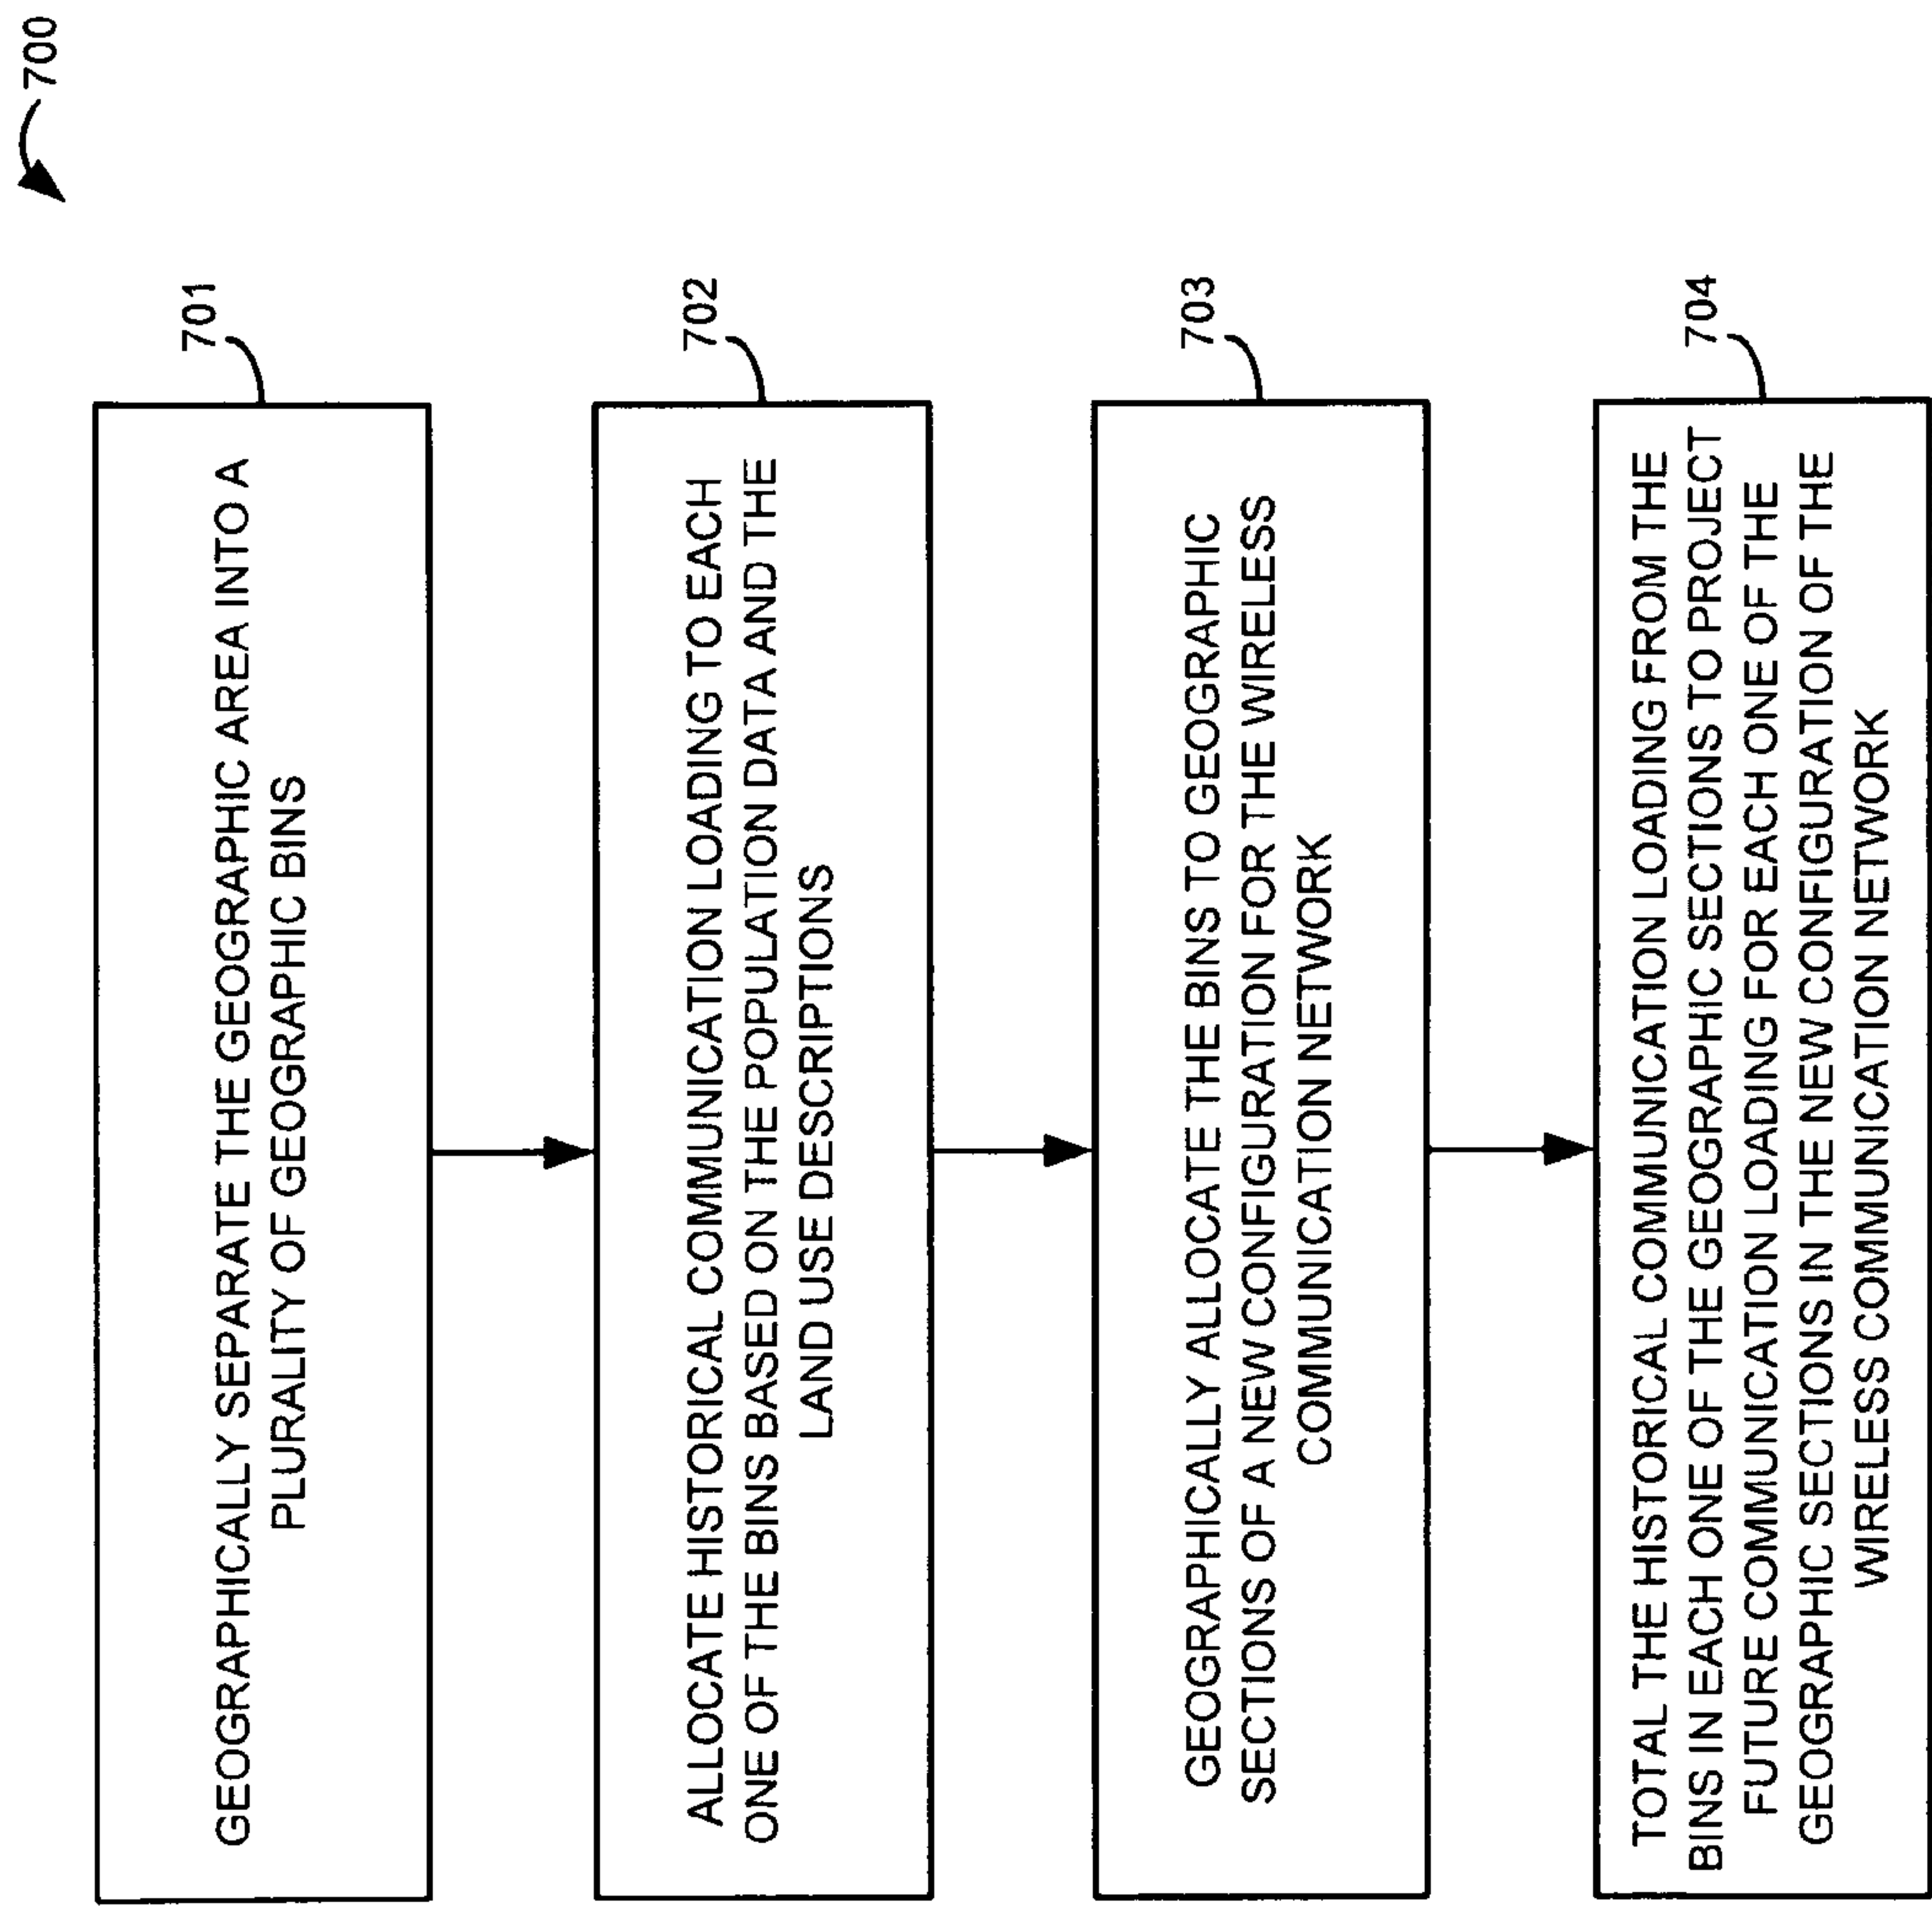 700
701
GEOGRAPHICALLY SEPARATE THE GEOGRAPHIC AREA INTO A
PLURALITY OF GEOGRAPHIC BINS
702
ALLOCATE HISTORICAL COMMUNICATION LOADING TO EACH
ONE OF THE BINS BASED ON THE POPULATION DATA AND THE
LAND USE DESCRIPTIONS
703
GEOGRAPHICALLY ALLOCATE THE BINS TO GEOGRAPHIC
SECTIONS OF A NEW CONFIGURATION FOR THE WIRELESS
COMMUNICATION NETWORK
704
TOTAL THE HISTORICAL COMMUNICATION LOADING FROM THE
BINS IN EACH ONE OF THE GEOGRAPHIC SECTIONS TO PROJECT
FUTURE COMMUNICATION LOADING FOR EACH ONE OF THE
GEOGRAPHIC SECTIONS IN THE NEW CONFIGURATION OF THE
WIRELESS COMMUNICATION NETWORK